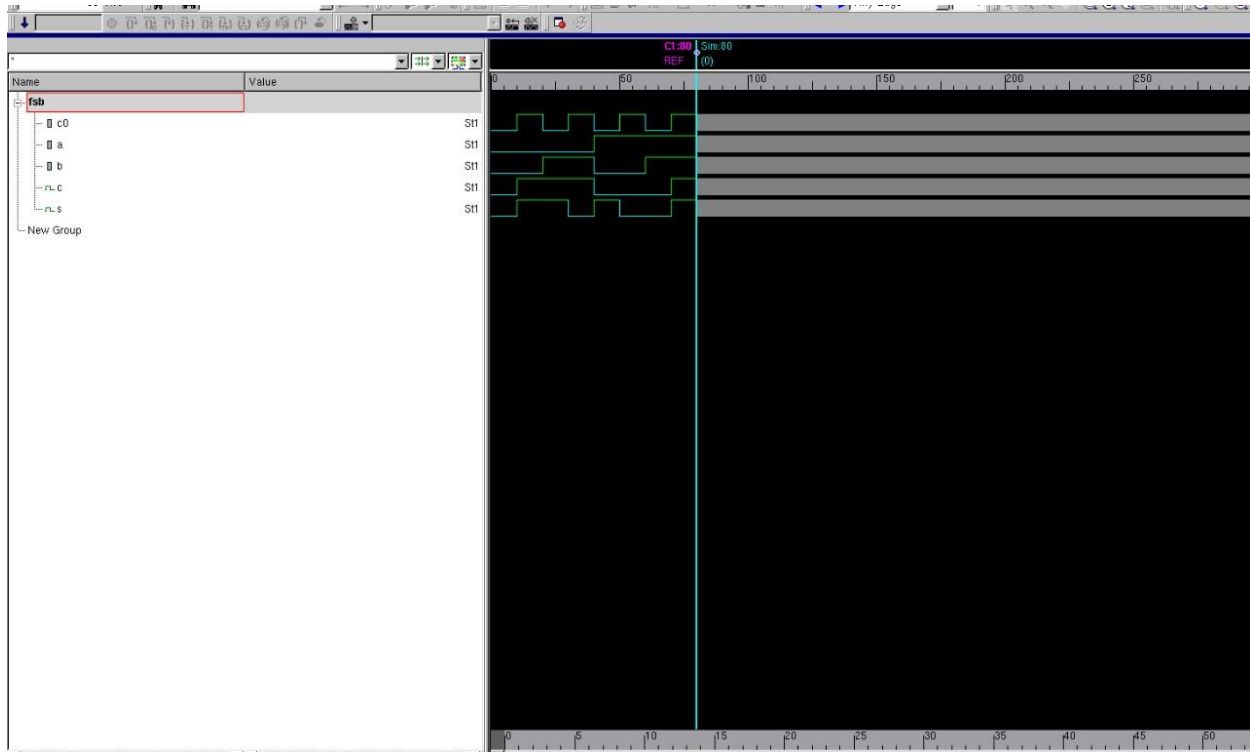 C1:80 Sim:80
REF (0)
*
Name Value
0 50 100 150 200 250
fsb
c0 St1
a St1
b St1
c St1
s St1
New Group
0 5 10 15 20 25 30 35 40 45 50